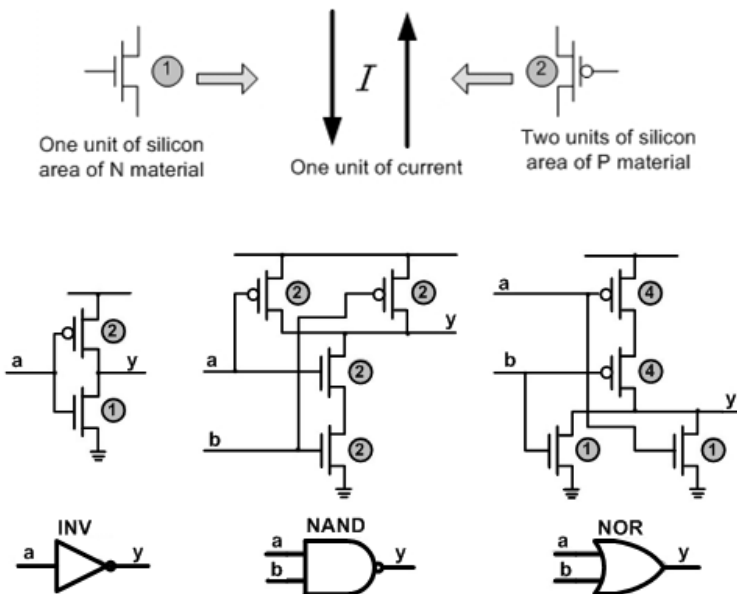 1
I
2
One unit of silicon
area of N material
One unit of current
Two units of silicon
area of P material
a
2
1
y
2
2
y
a
2
b
2
a
4
b
4
y
1
1
INV
a
y
NAND
a
b
y
NOR
a
b
y